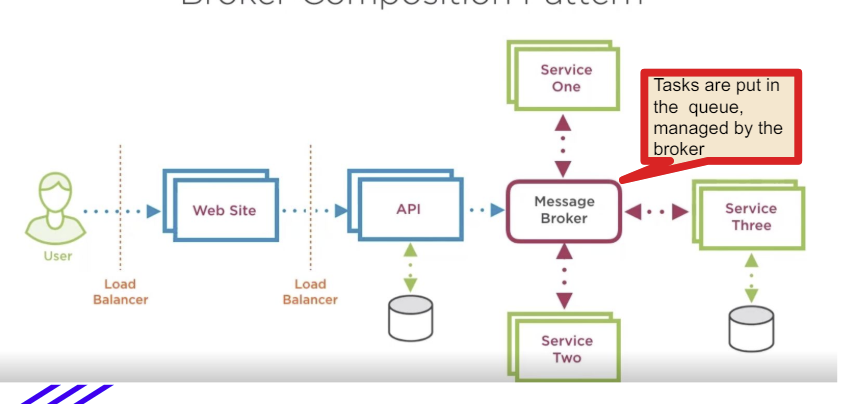 Broker Composition Pattern
Service
One
Tasks are put in
the queue,
managed by the
broker
User
Load
Balancer
Web Site
Load
Balancer
API
Message
Broker
Service
Three
Service
Two